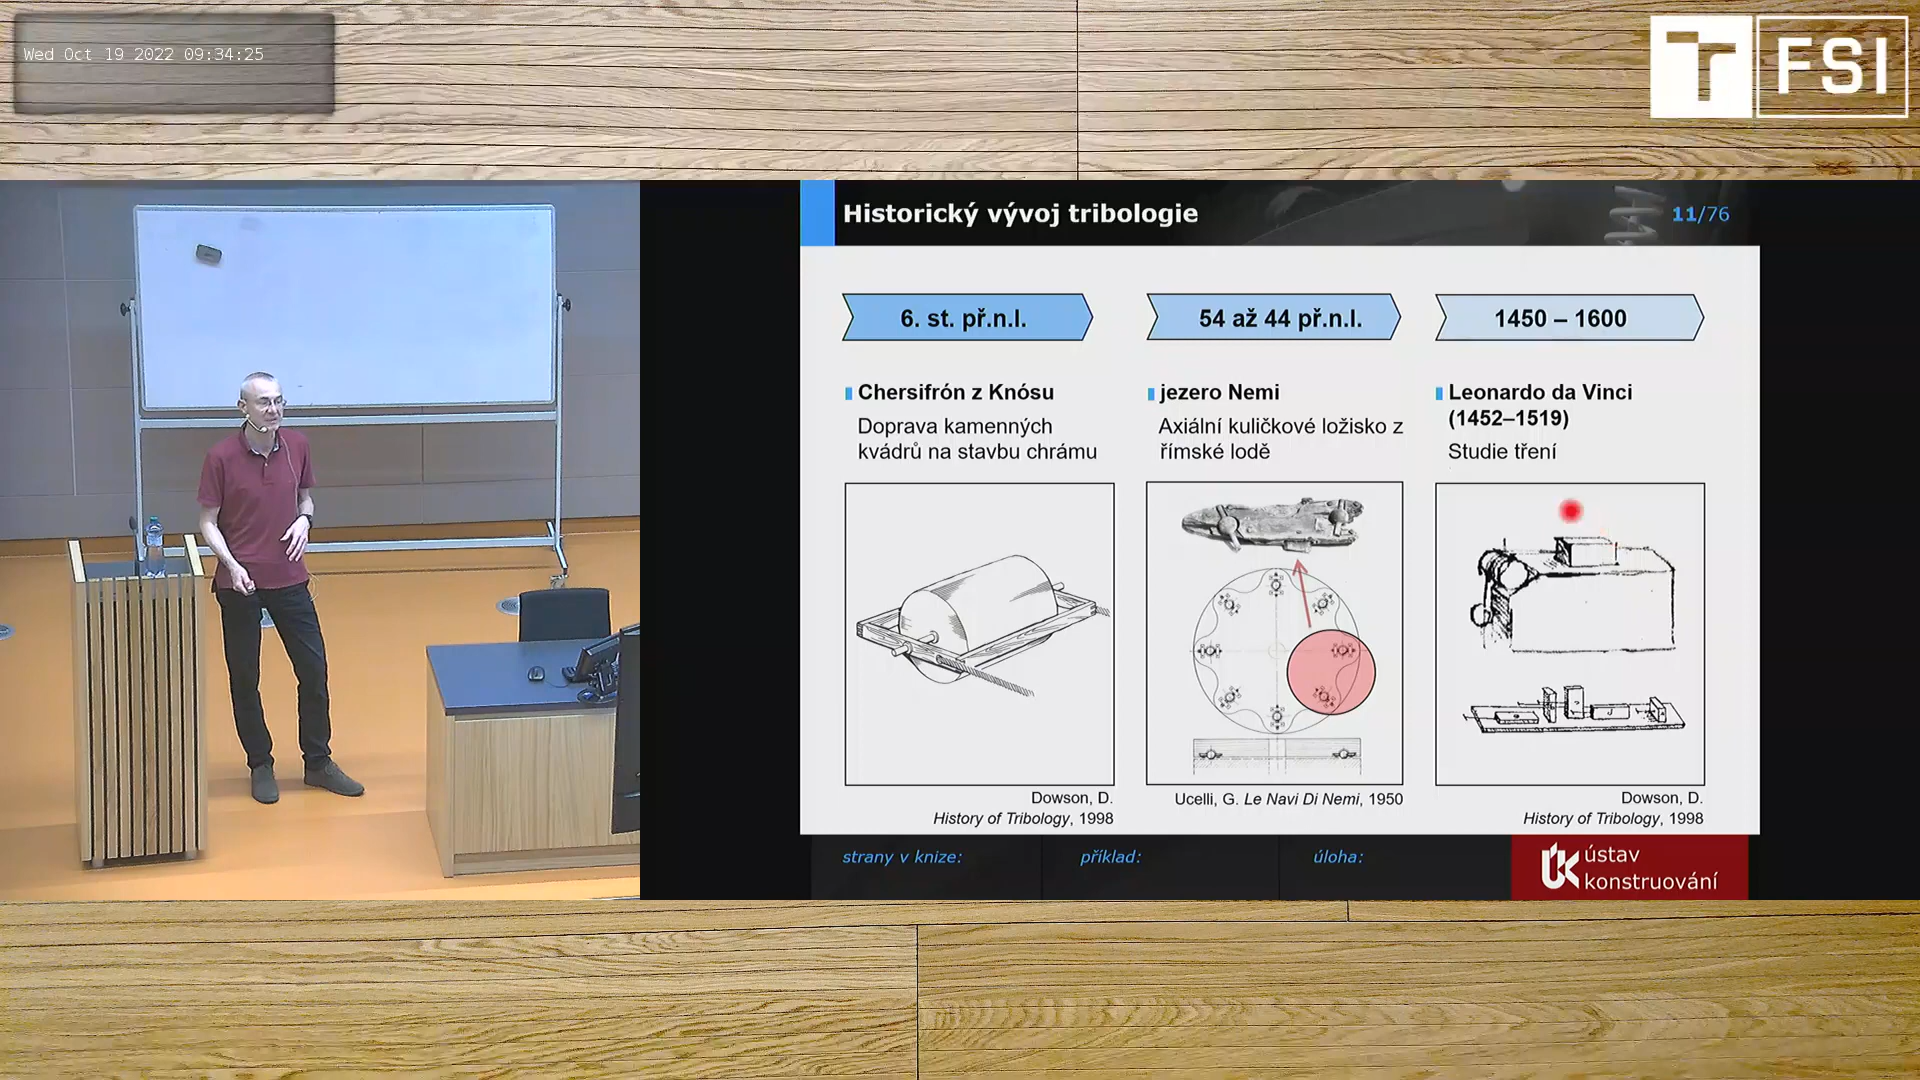 Wed Oct 19 2022 09:34:25
FSI
Historický vývoj tribologie
11/76
6. st. př.n.l.
54 až 44 př.n.l.
1450 – 1600
Chersifrón z Knósu
Doprava kamenných
kvádrů na stavbu chrámu
jezero Nemi
Axiální kuličkové ložisko z
římské lodě
Leonardo da Vinci
(1452–1519)
Studie tření
Dowson, D.
History of Tribology, 1998
Ucelli, G. Le Navi Di Nemi, 1950
Dowson, D.
History of Tribology, 1998
strany v knize:
příklad:
úloha:
ústav
konstruování